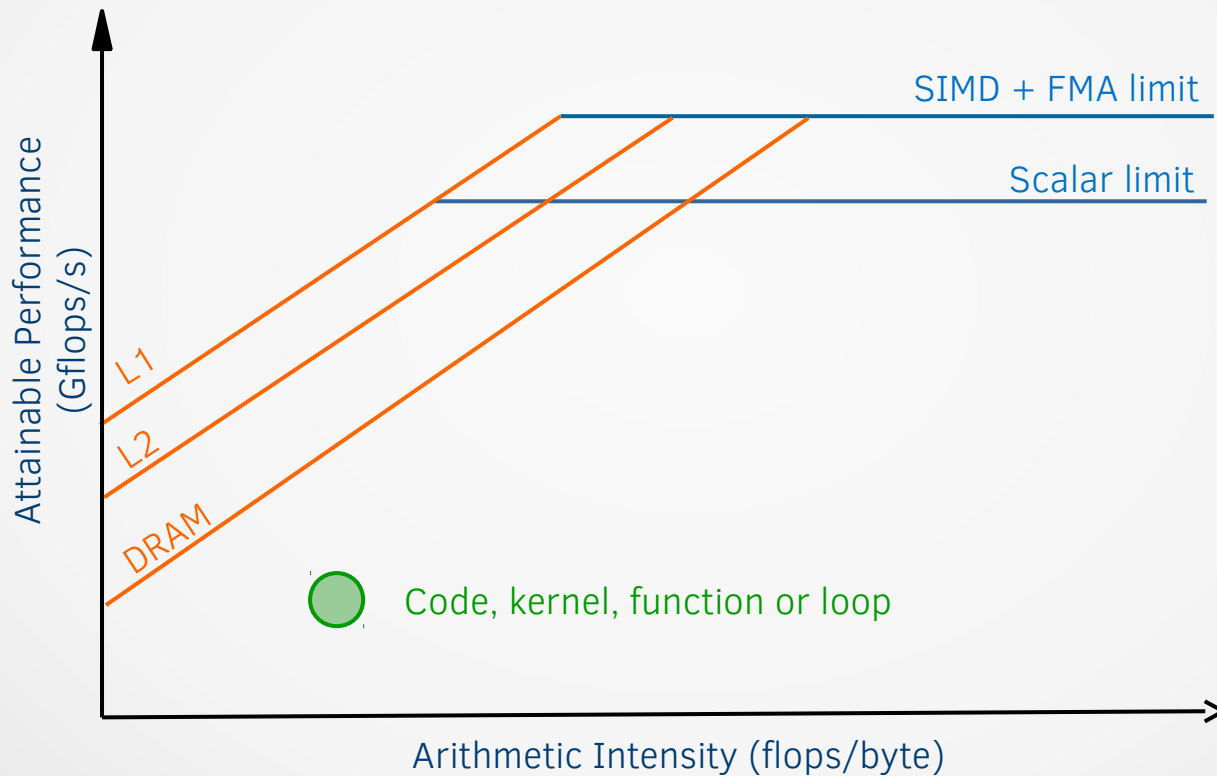 SIMD + FMA limit
Scalar limit
Attainable Performance
(Gflops/s)
L1
L2
DRAM
Code, kernel, function or loop
Arithmetic Intensity (flops/byte)